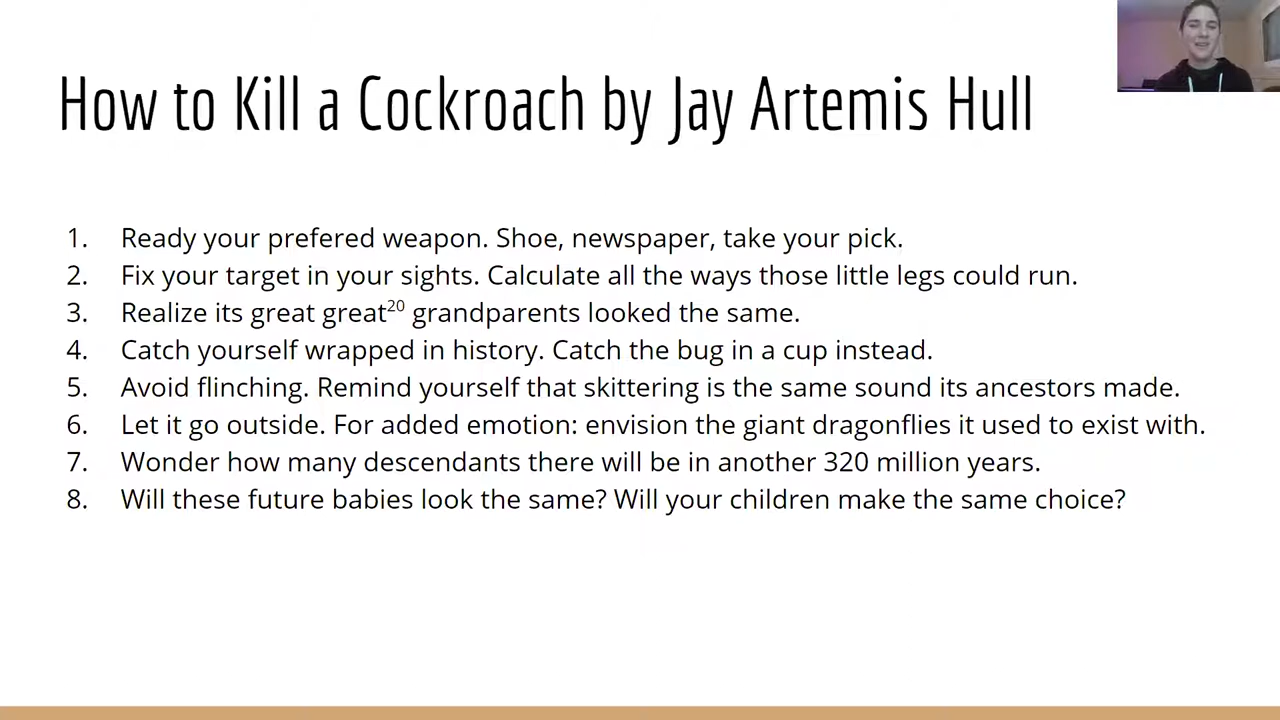 How to Kill a Cockroach by Jay Artemis Hull
1. Ready your prefered weapon. Shoe, newspaper, take your pick.
2. Fix your target in your sights. Calculate all the ways those little legs could run.
3. Realize its great great²⁰ grandparents looked the same.
4. Catch yourself wrapped in history. Catch the bug in a cup instead.
5. Avoid flinching. Remind yourself that skittering is the same sound its ancestors made.
6. Let it go outside. For added emotion: envision the giant dragonflies it used to exist with.
7. Wonder how many descendants there will be in another 320 million years.
8. Will these future babies look the same? Will your children make the same choice?